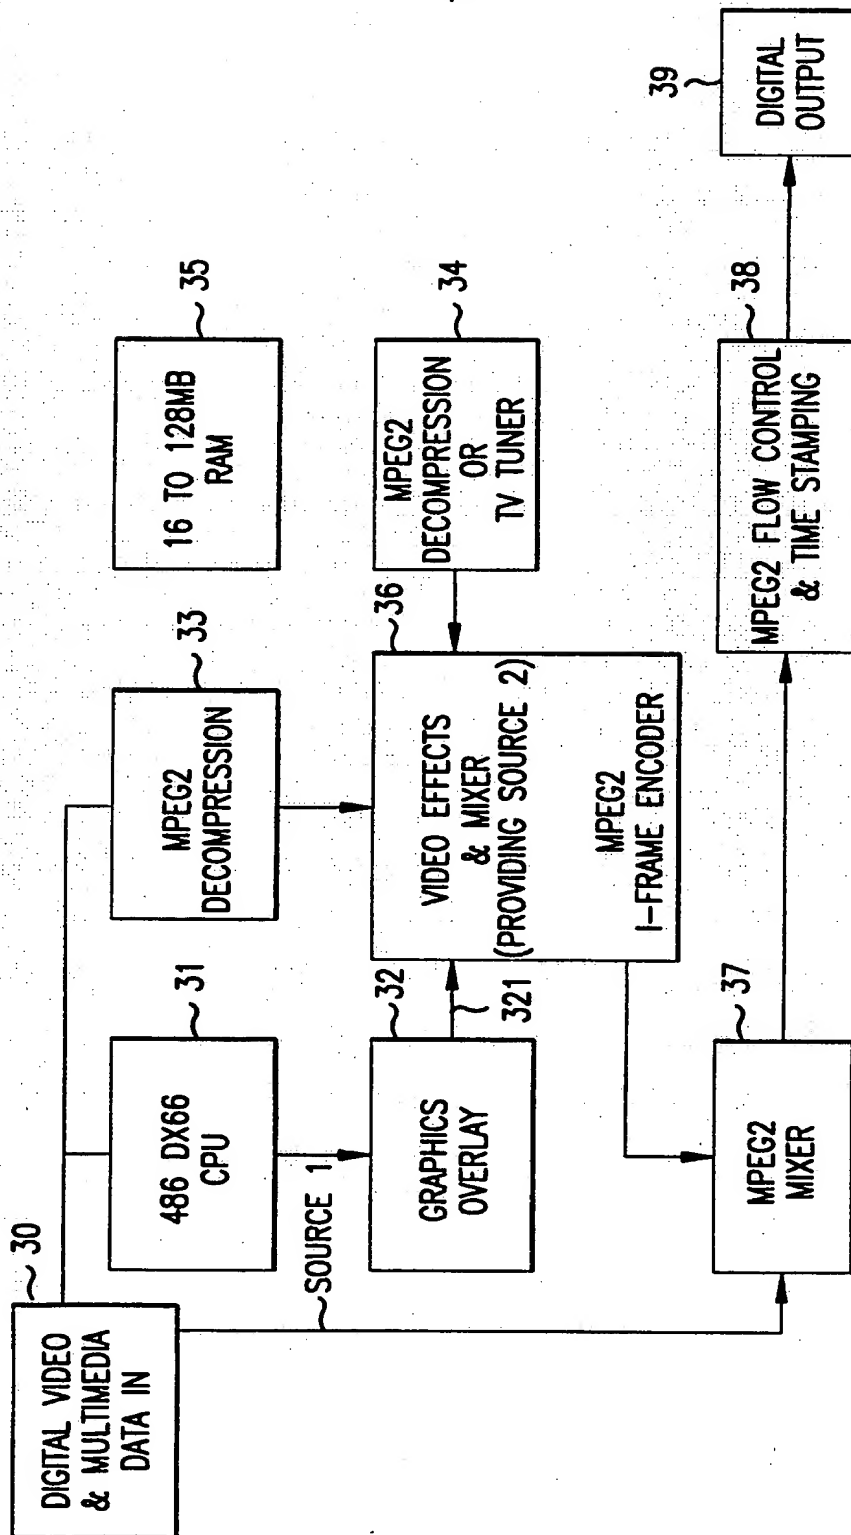 30
DIGITAL VIDEO
& MULTIMEDIA
DATA IN
31
486 DX66
CPU
33
MPEG2
DECOMPRESSION
35
16 TO 128MB
RAM
SOURCE 1
32
GRAPHICS
OVERLAY
321
36
VIDEO EFFECTS
& MIXER
(PROVIDING SOURCE 2)
MPEG2
I-FRAME ENCODER
34
MPEG2
DECOMPRESSION
OR
TV TUNER
37
MPEG2
MIXER
38
MPEG2 FLOW CONTROL
& TIME STAMPING
39
DIGITAL
OUTPUT